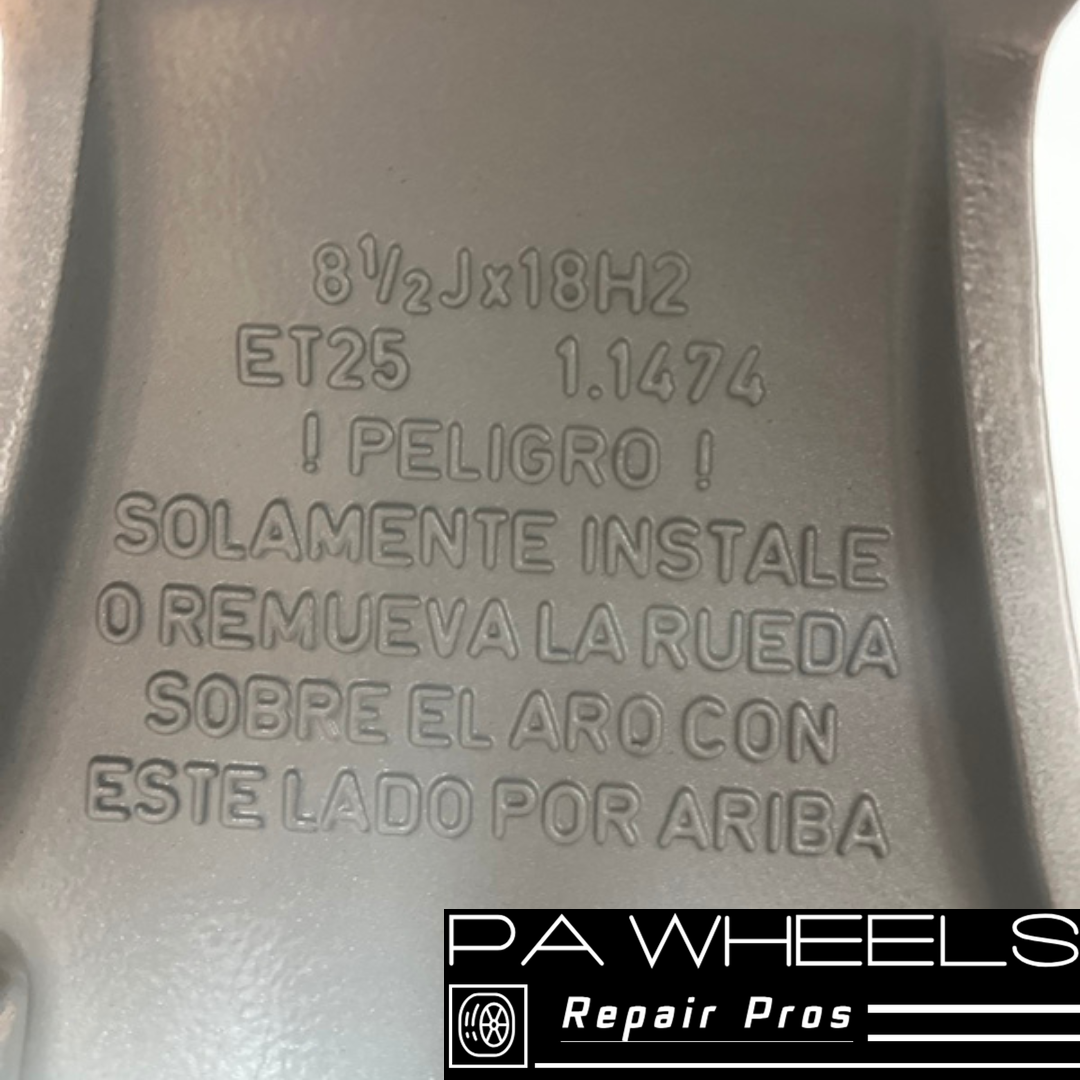 8½Jx18H2
ET25 1.1474
! PELIGRO !
SOLAMENTE INSTALE
O REMUEVA LA RUEDA
SOBRE EL ARO CON
ESTE LADO POR ARIBA
PA WHEELS
Repair Pros